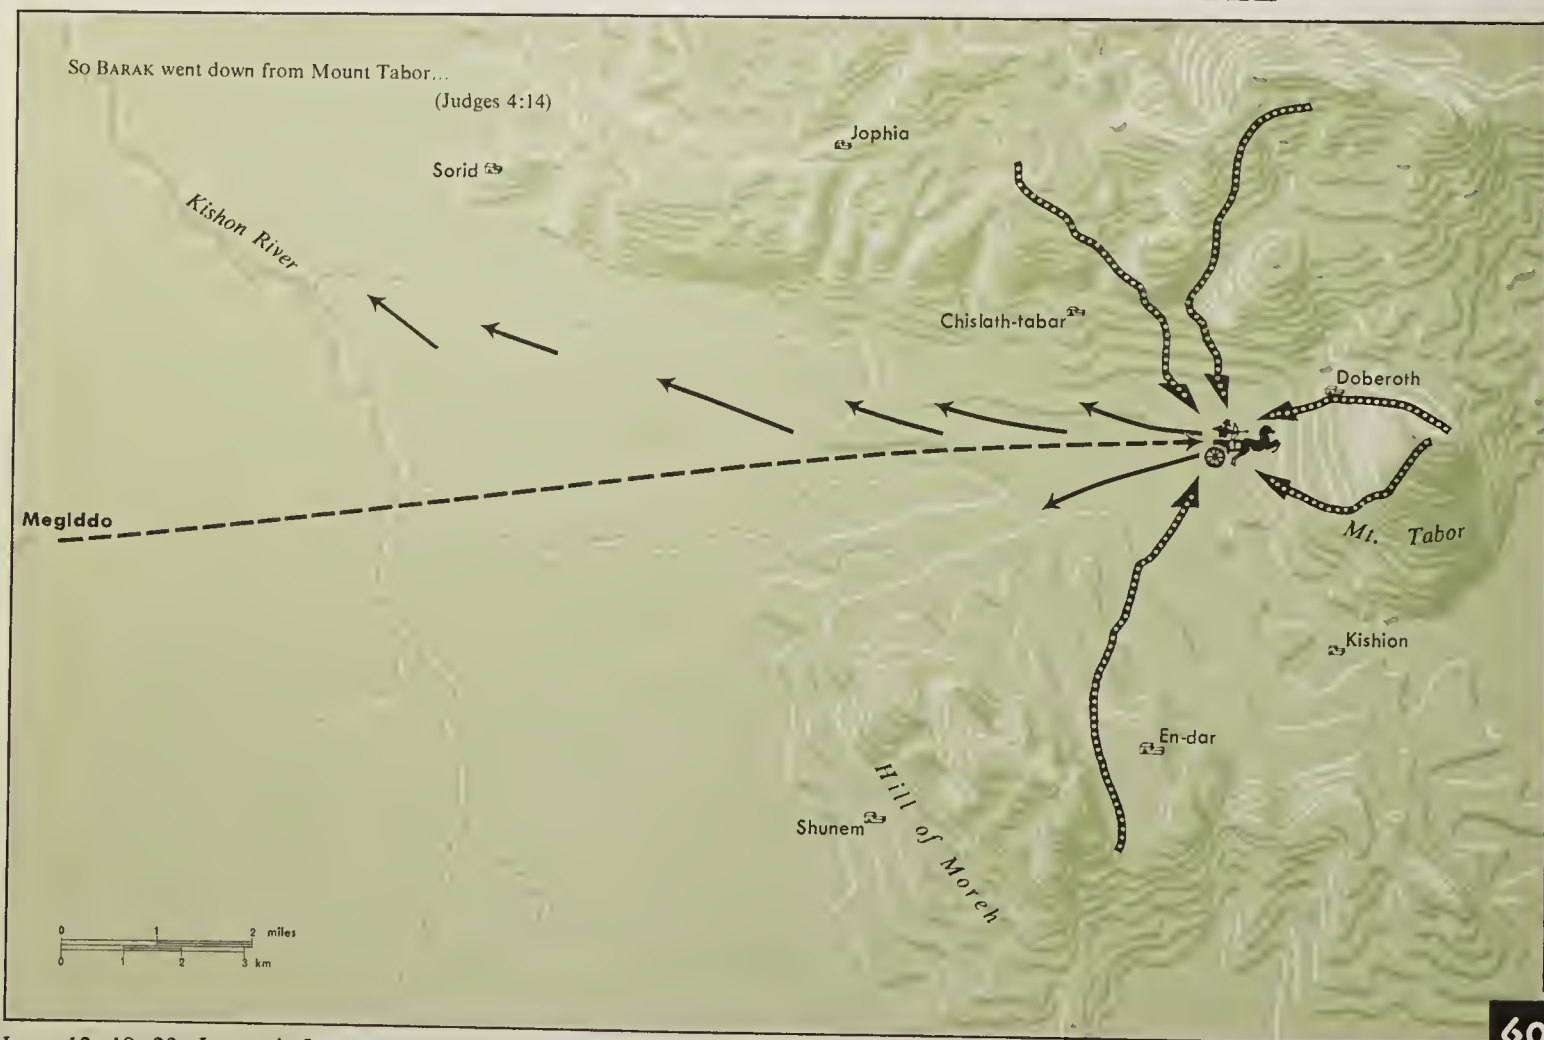 So BARAK went down from Mount Tabor...
(Judges 4:14)
Jophia
Sorid
Kishon River
Chislath-tabar
Doberoth
Megiddo
Mt. Tabor
Kishion
En-dar
Hill of Moreh
Shunem
0 1 2 miles
0 1 2 3 km
60